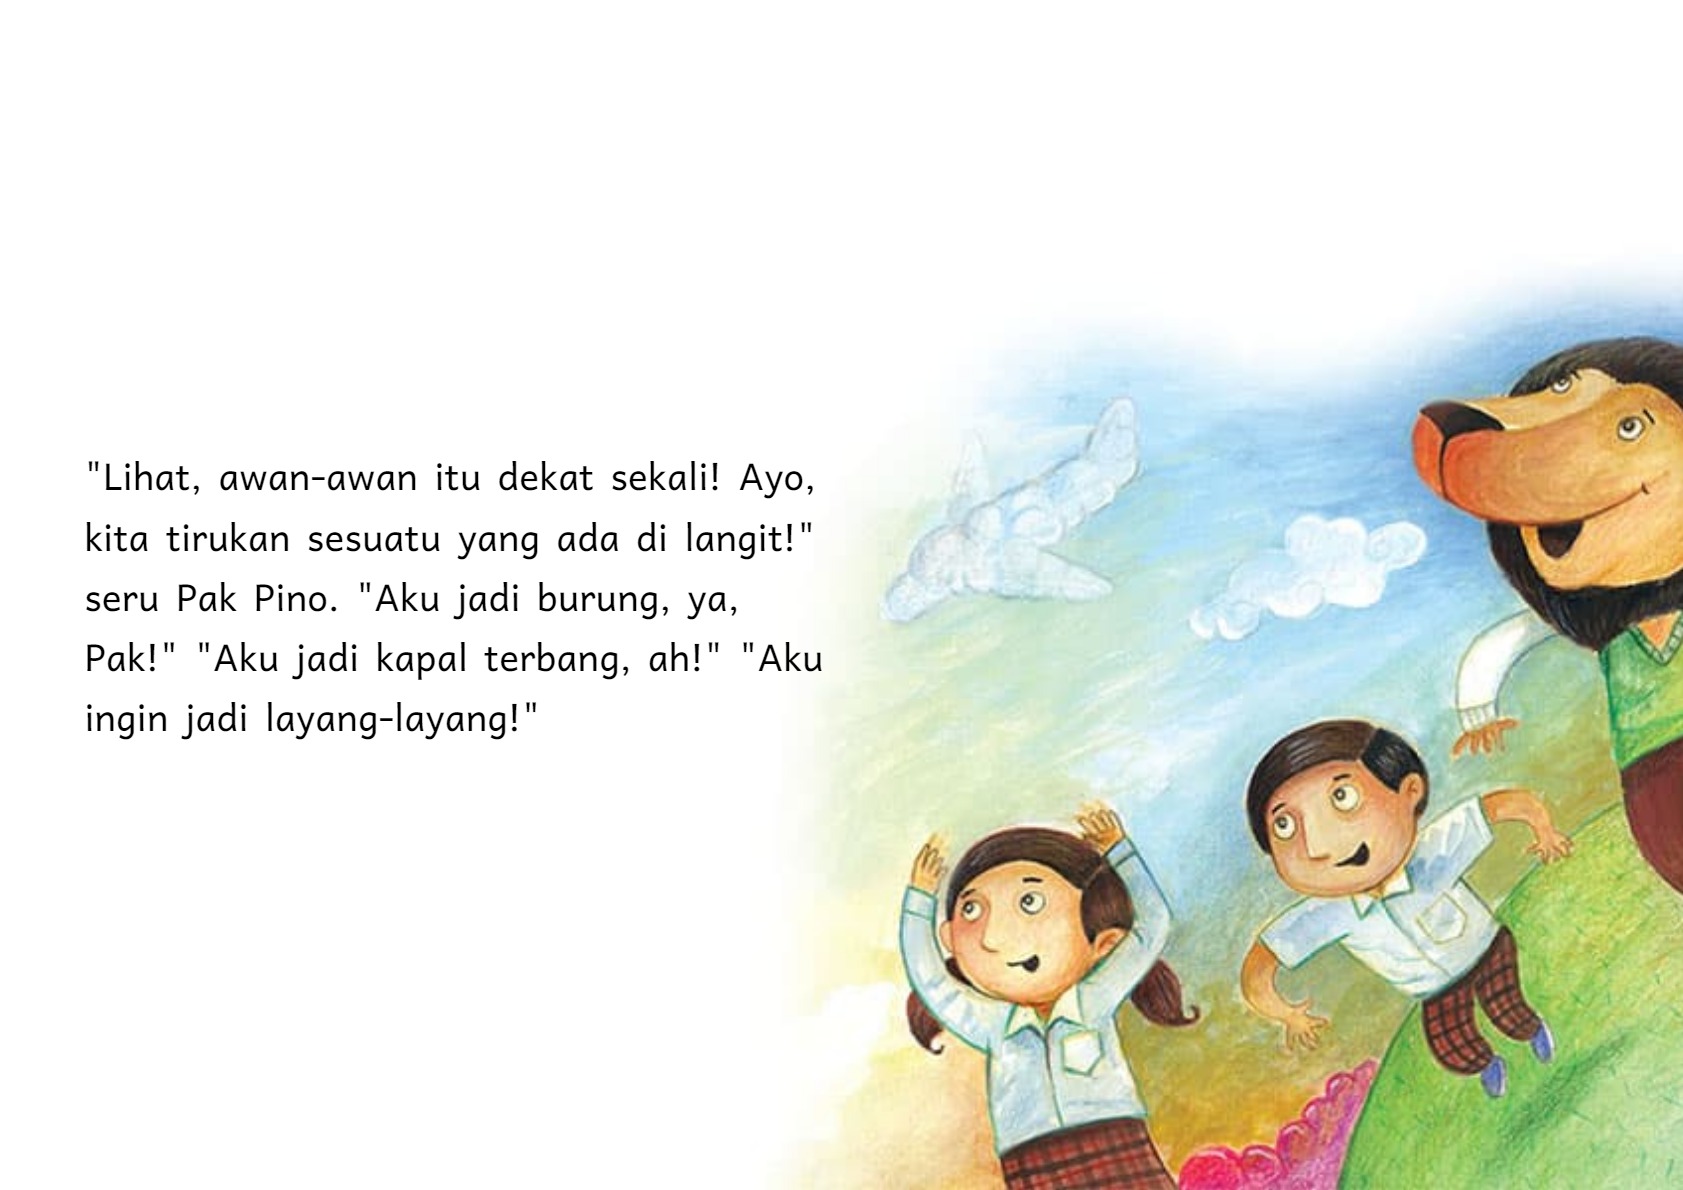 "Lihat, awan-awan itu dekat sekali! Ayo,
kita tirukan sesuatu yang ada di langit!"
seru Pak Pino. "Aku jadi burung, ya,
Pak!" "Aku jadi kapal terbang, ah!" "Aku
ingin jadi layang-layang!"